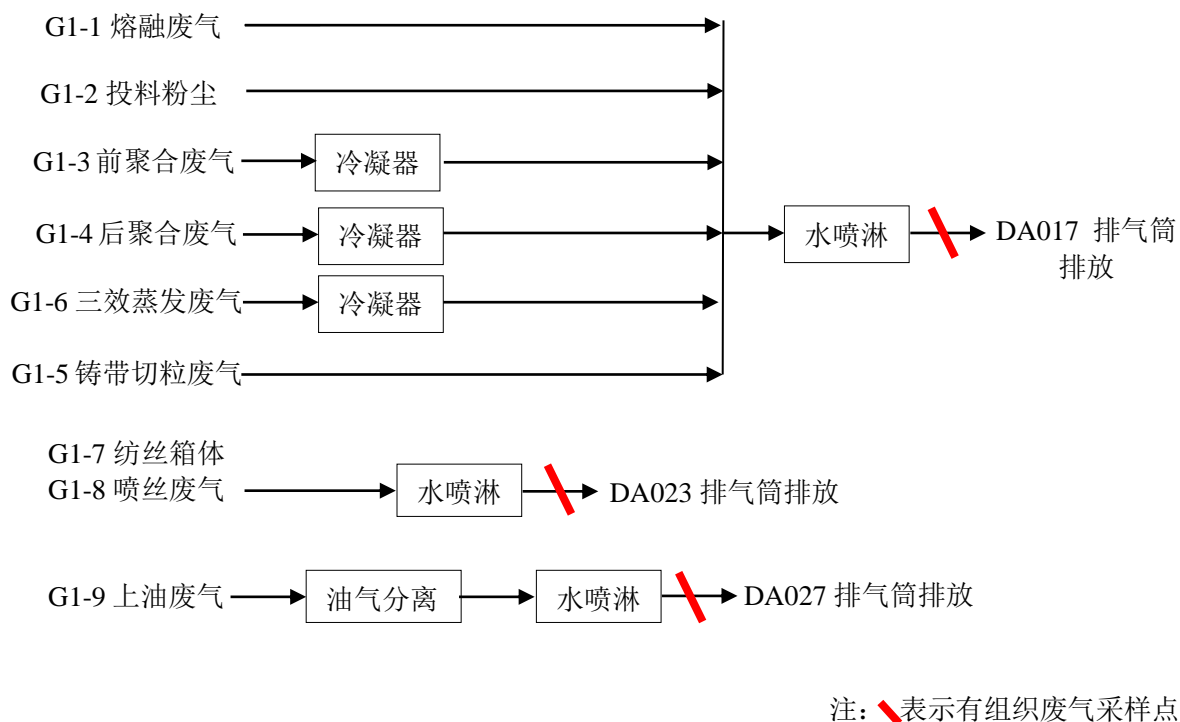 G1-1 熔融废气
G1-2 投料粉尘
G1-3 前聚合废气
冷凝器
G1-4 后聚合废气
冷凝器
水喷淋
DA017 排气筒
排放
G1-6 三效蒸发废气
冷凝器
G1-5 铸带切粒废气
G1-7 纺丝箱体
G1-8 喷丝废气
水喷淋
DA023 排气筒排放
G1-9 上油废气
油气分离
水喷淋
DA027 排气筒排放
注: 表示有组织废气采样点